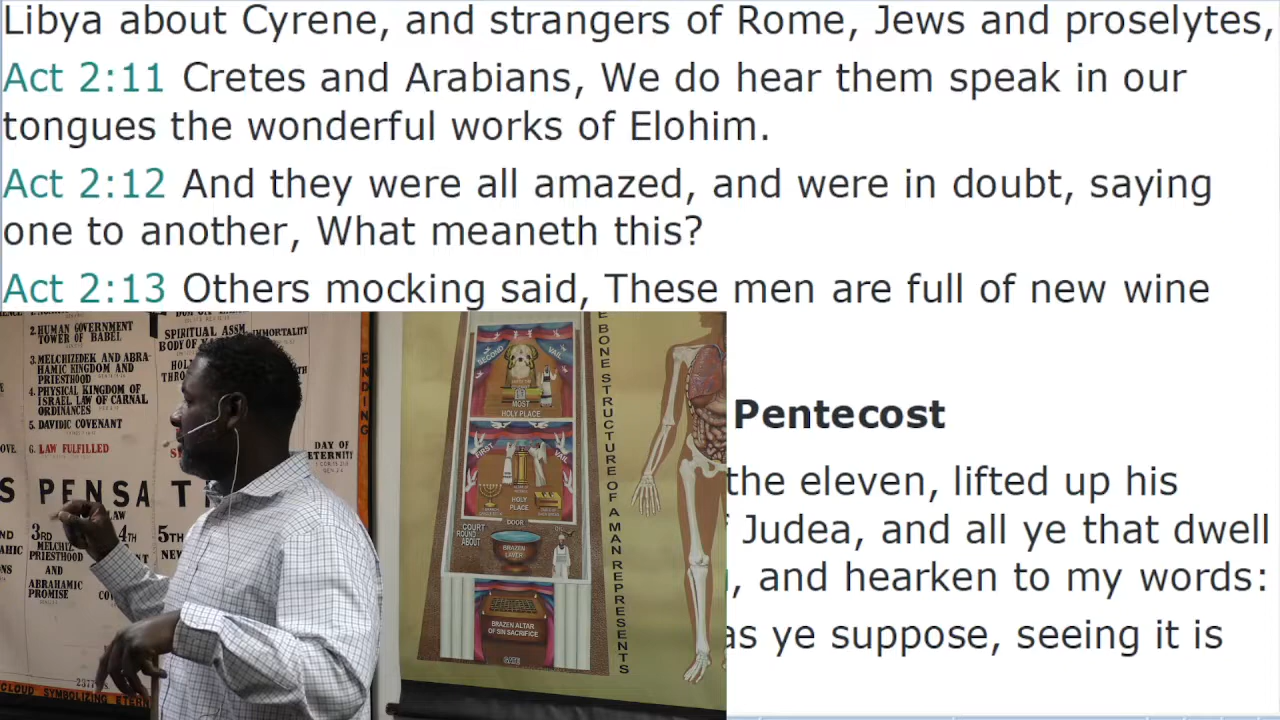 Libya about Cyrene, and strangers of Rome, Jews and proselytes,
Act 2:11 Cretes and Arabians, We do hear them speak in our
tongues the wonderful works of Elohim.
Act 2:12 And they were all amazed, and were in doubt, saying
one to another, What meaneth this?
Act 2:13 Others mocking said, These men are full of new wine
Pentecost
the eleven, lifted up his
Judea, and all ye that dwell
, and hearken to my words:
as ye suppose, seeing it is
2. HUMAN GOVERNMENT
TOWER OF BABEL
3. MELCHIZEDEK AND ABRA-
HAMIC KINGDOM AND
PRIESTHOOD
4. PHYSICAL KINGDOM OF
ISRAEL LAW OF CARNAL
ORDINANCES
5. DAVIDIC COVENANT
6. LAW FULFILLED
SPIRITUAL ASSM
BODY OF
IMMORTALITY
DAY OF
ETERNITY
ENDING
S PENSAT
3RD
MELCHIZ
PRIESTHOOD
AND
ABRAHAMIC
PROMISE
LAW
4TH
5TH
NEW
CLOUD SYMBOLIZING ETERN
SECOND VAIL
MOST
HOLY PLACE
FIRST VAIL
HOLY
PLACE
DOOR
COURT
ROUND
ABOUT
BRAZEN
LAVER
BRAZEN ALTAR
OF SIN SACRIFICE
GATE
E BONE STRUCTURE OF A MAN REPRESENTS